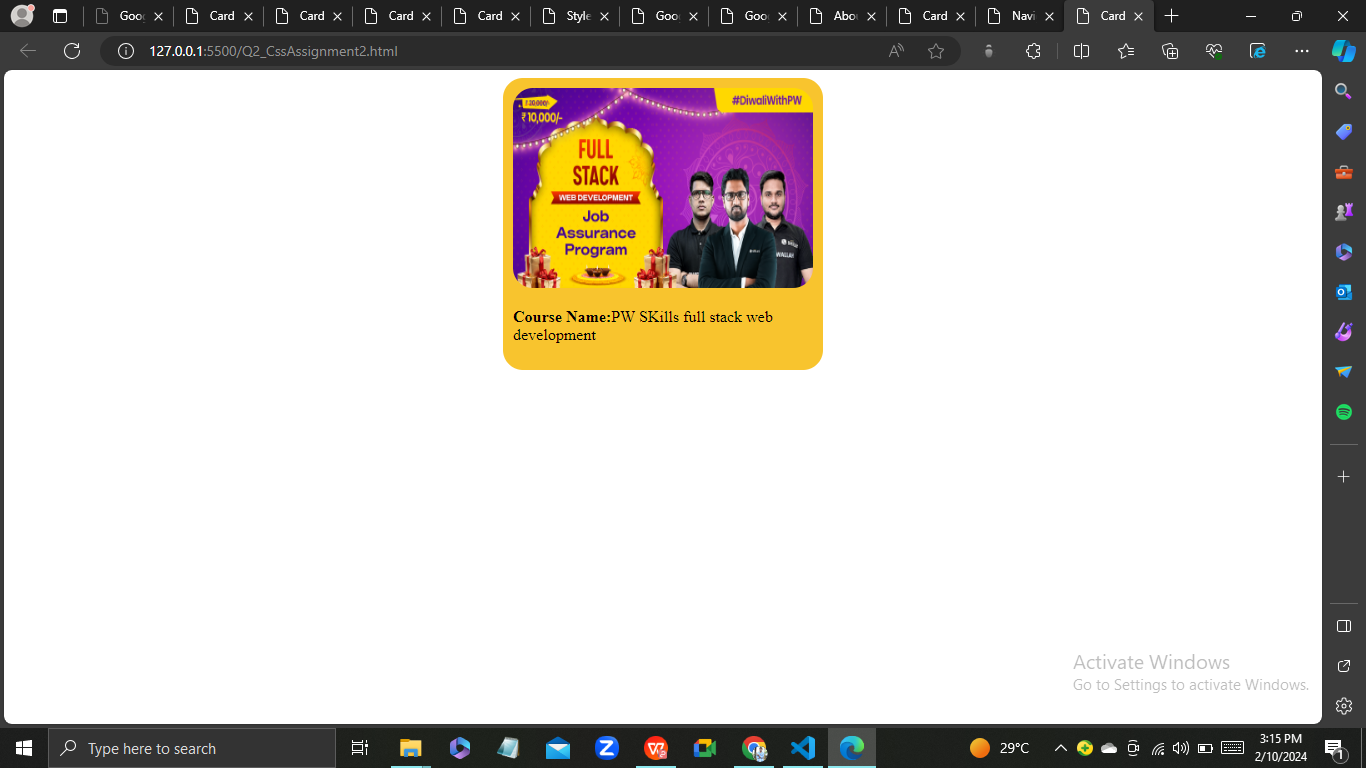 Goo
Card
Card
Card
Card
Style
Goo
Goo
Abo
Card
Navi
Card
127.0.0.1:5500/Q2_CssAssignment2.html
₹ 20,000/-
₹ 10,000/-
#DiwaliWithPW
FULL
STACK
WEB DEVELOPMENT
Job
Assurance
Program
WALLAH
Course Name:PW SKills full stack web
development
Activate Windows
Go to Settings to activate Windows.
Type here to search
29°C
3:15 PM
2/10/2024
1